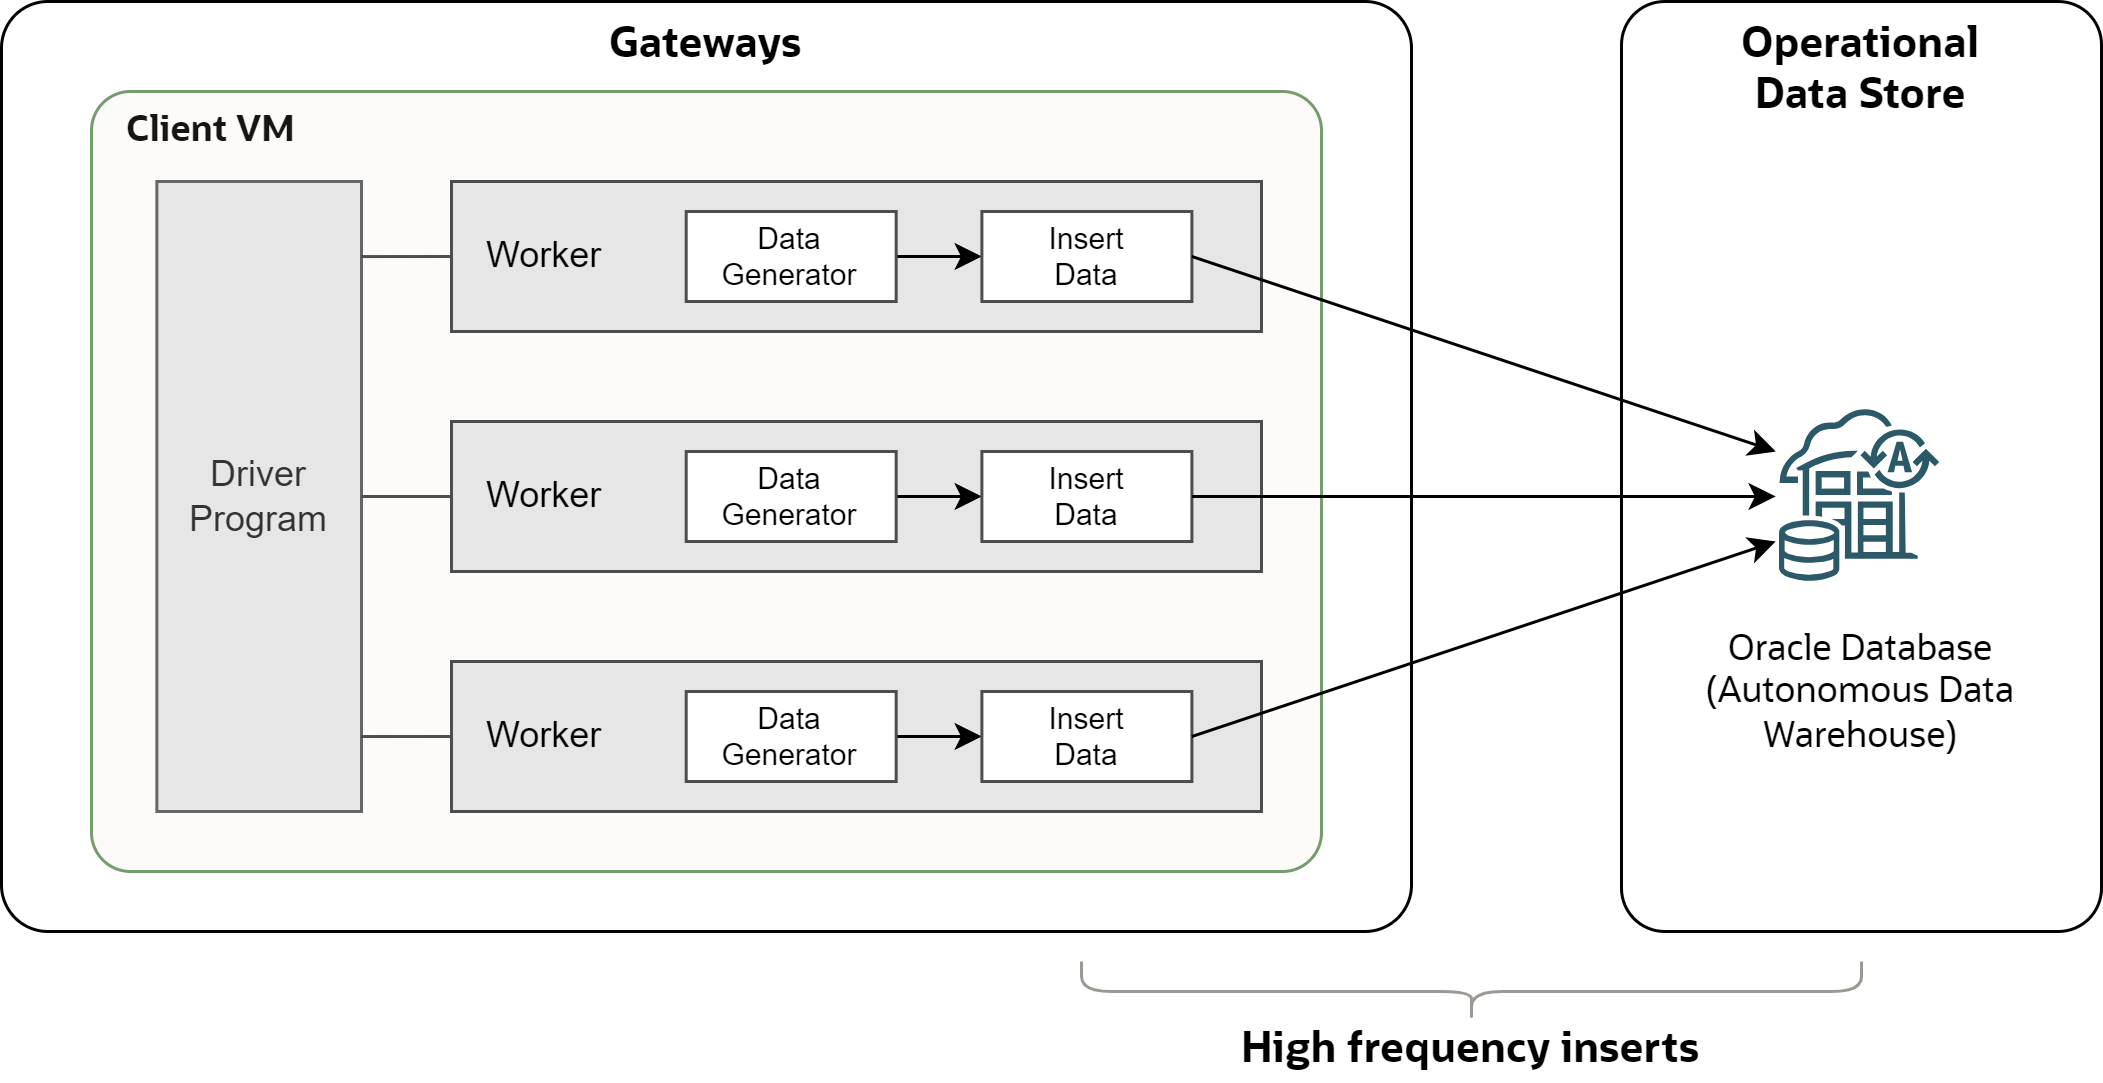 Gateways
Operational
Data Store
Client VM
Driver
Program
Worker
Data
Generator
Insert
Data
Worker
Data
Generator
Insert
Data
Worker
Data
Generator
Insert
Data
A
Oracle Database
(Autonomous Data
Warehouse)
High frequency inserts